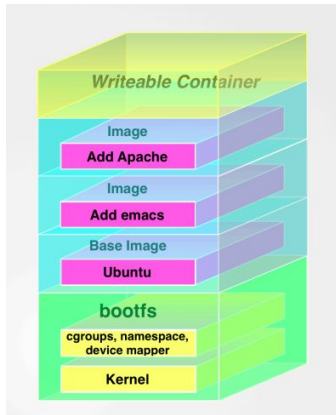 Writeable Container
Image
Add Apache
Image
Add emacs
Base Image
Ubuntu
bootfs
cgroups, namespace,
device mapper
Kernel